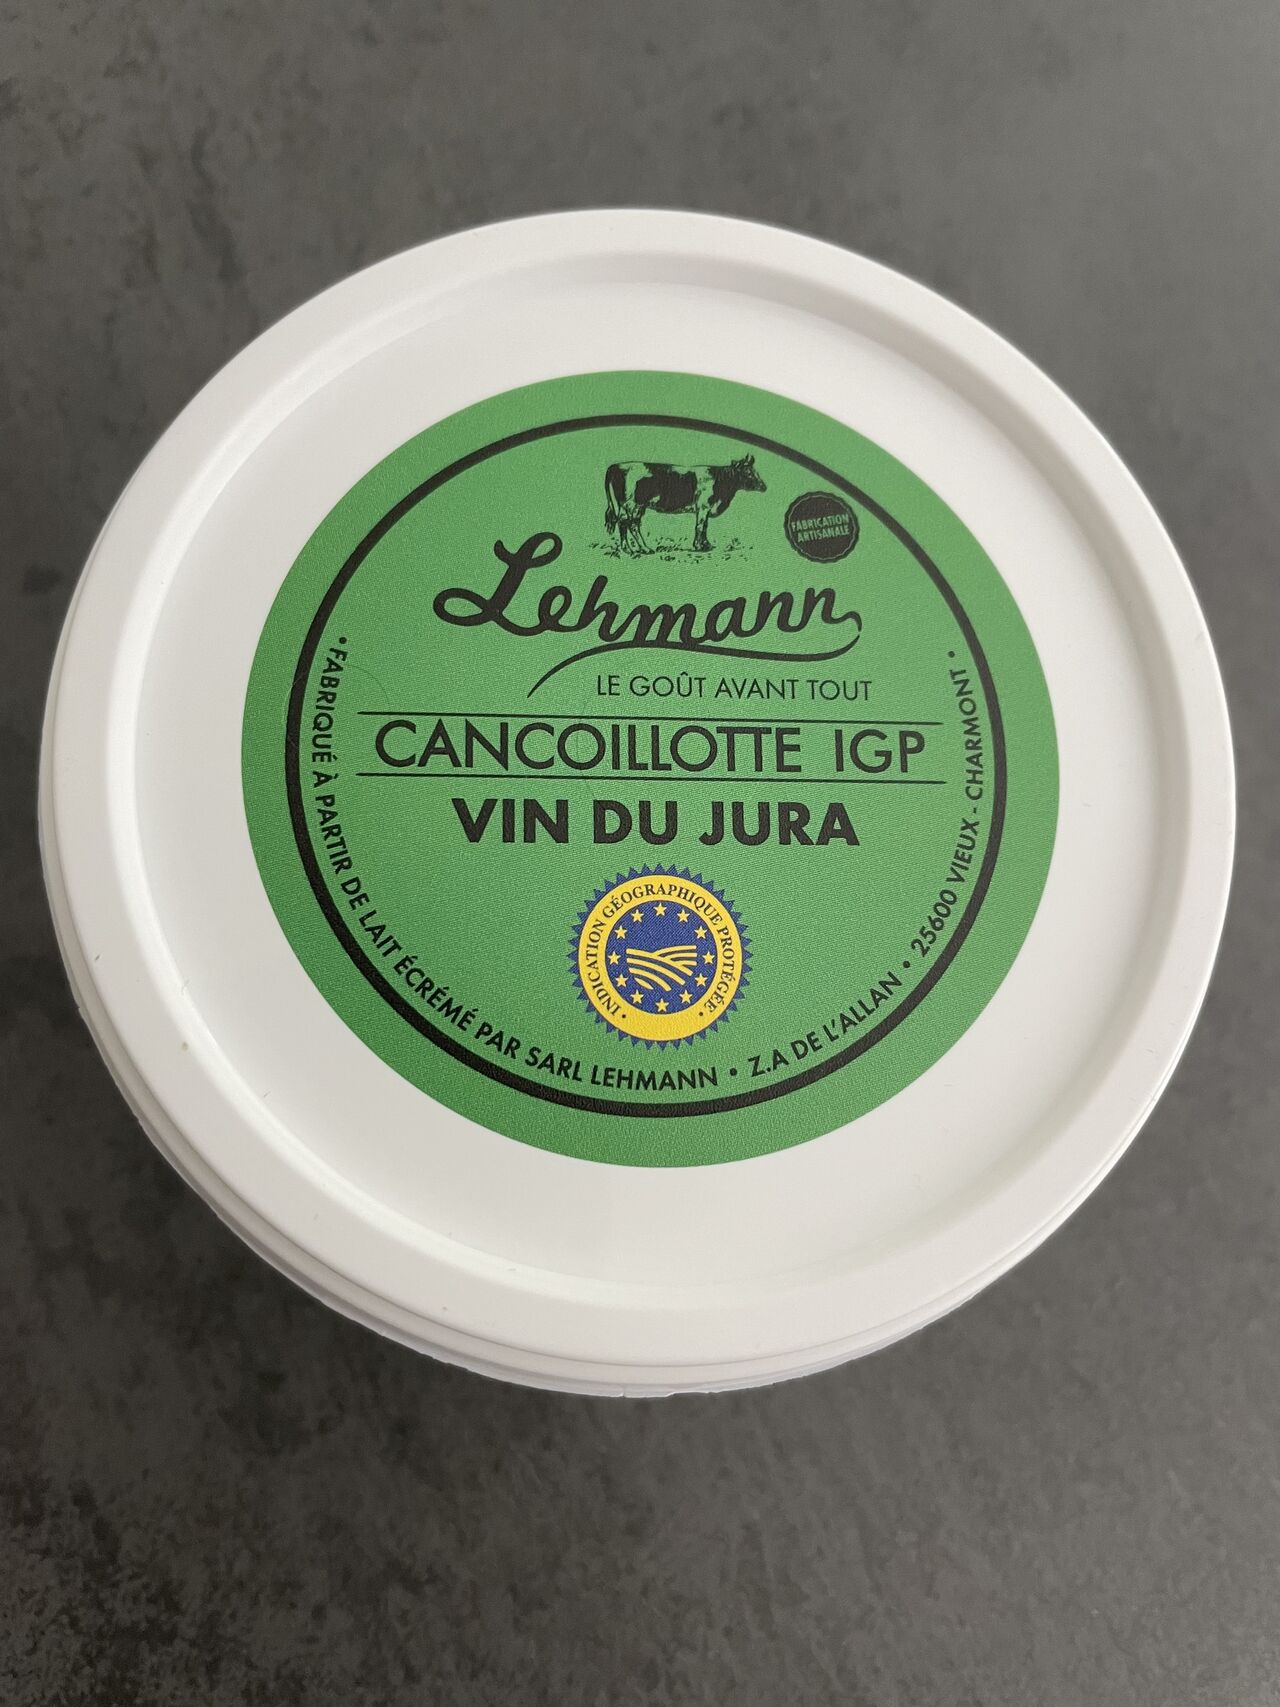 FABRICATION
ARTISANALE
Lehmann
LE GOÛT AVANT TOUT
CANCOILLOTTE IGP
VIN DU JURA
• INDICATION GÉOGRAPHIQUE PROTÉGÉE •
• FABRIQUÉ À PARTIR DE LAIT ÉCRÉMÉ PAR SARL LEHMANN • Z.A DE L'ALLAN • 25600 VIEUX - CHARMONT •